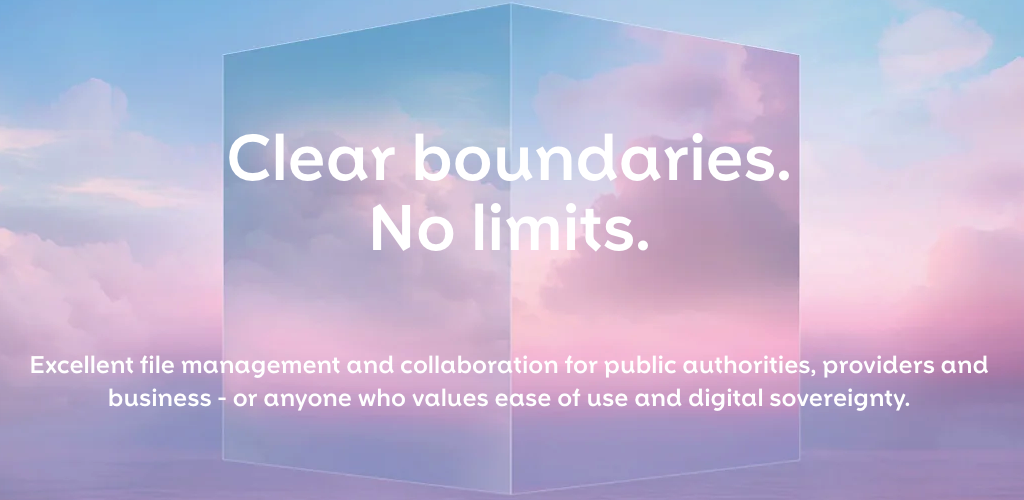 Clear boundaries.
No limits.
Excellent file management and collaboration for public authorities, providers and
business - or anyone who values ease of use and digital sovereignty.